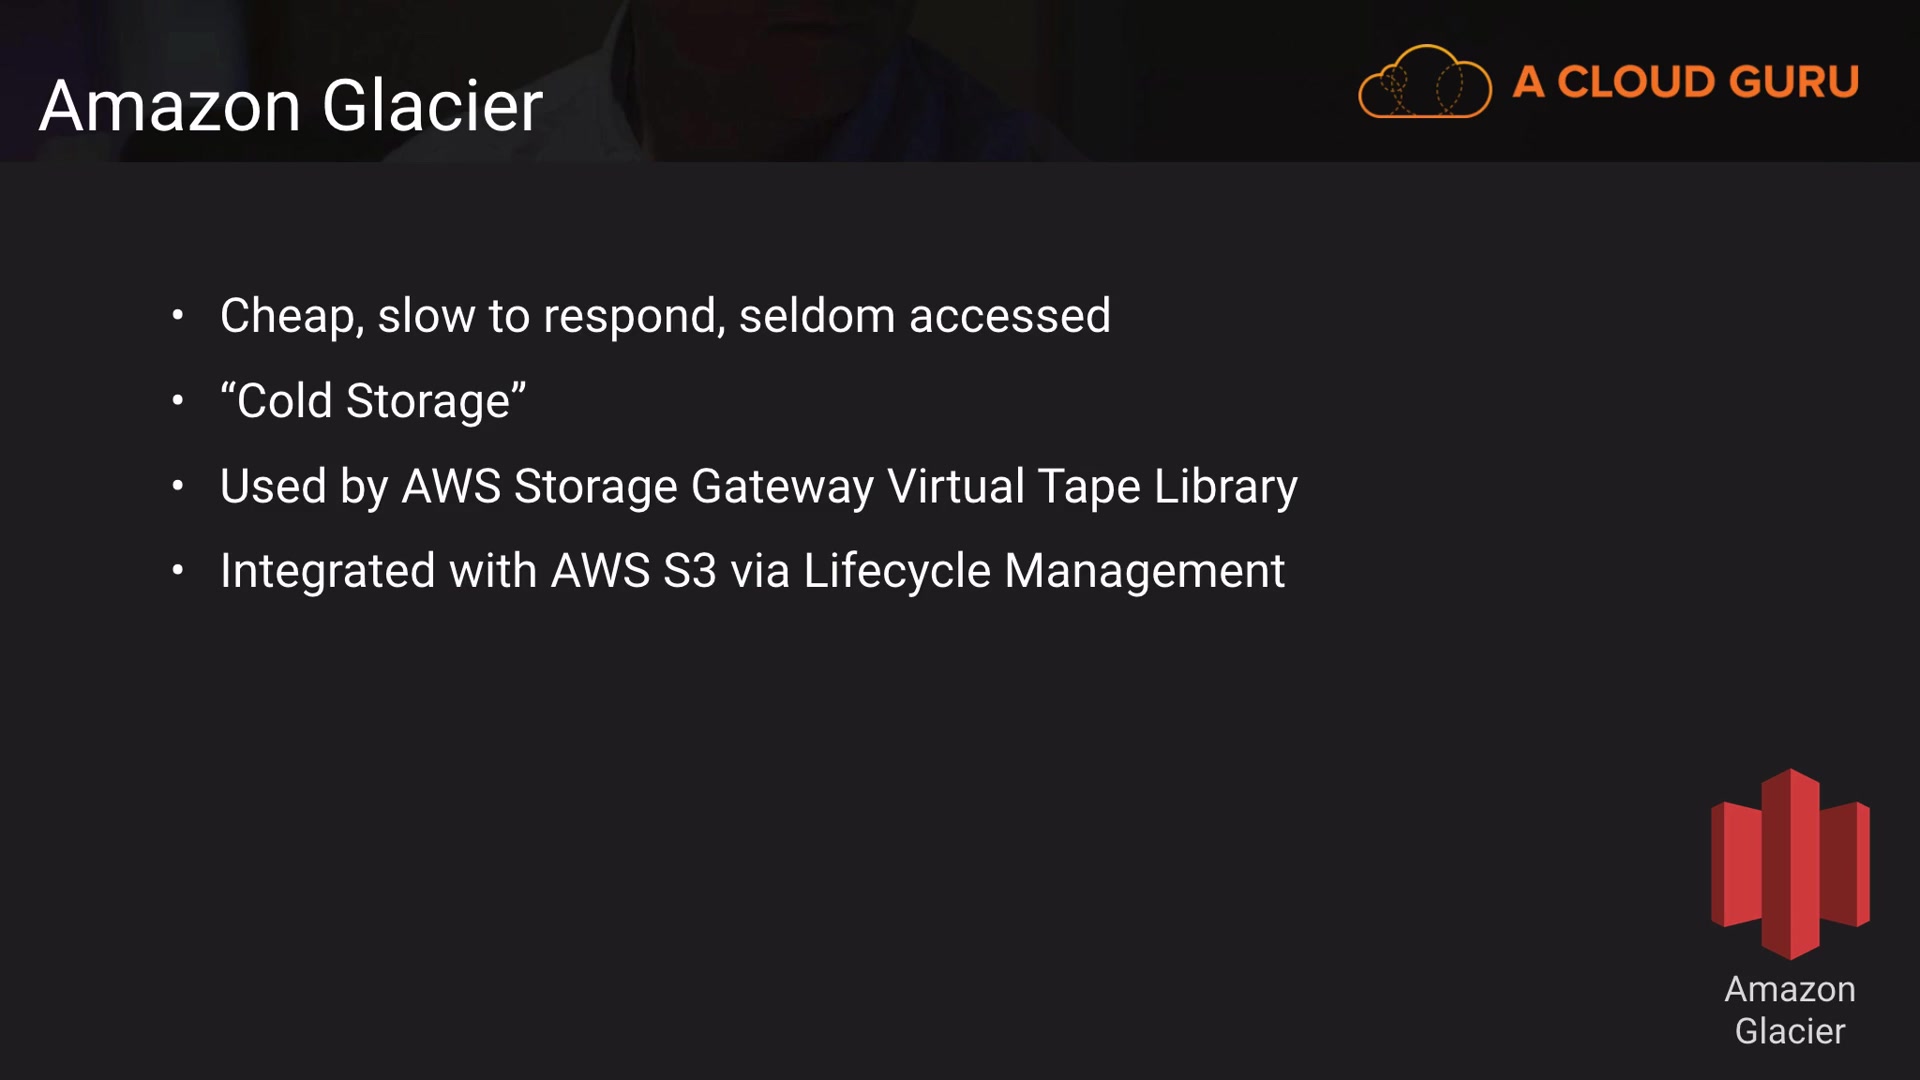 Amazon Glacier
A CLOUD GURU
• Cheap, slow to respond, seldom accessed
• “Cold Storage”
• Used by AWS Storage Gateway Virtual Tape Library
• Integrated with AWS S3 via Lifecycle Management
Amazon
Glacier